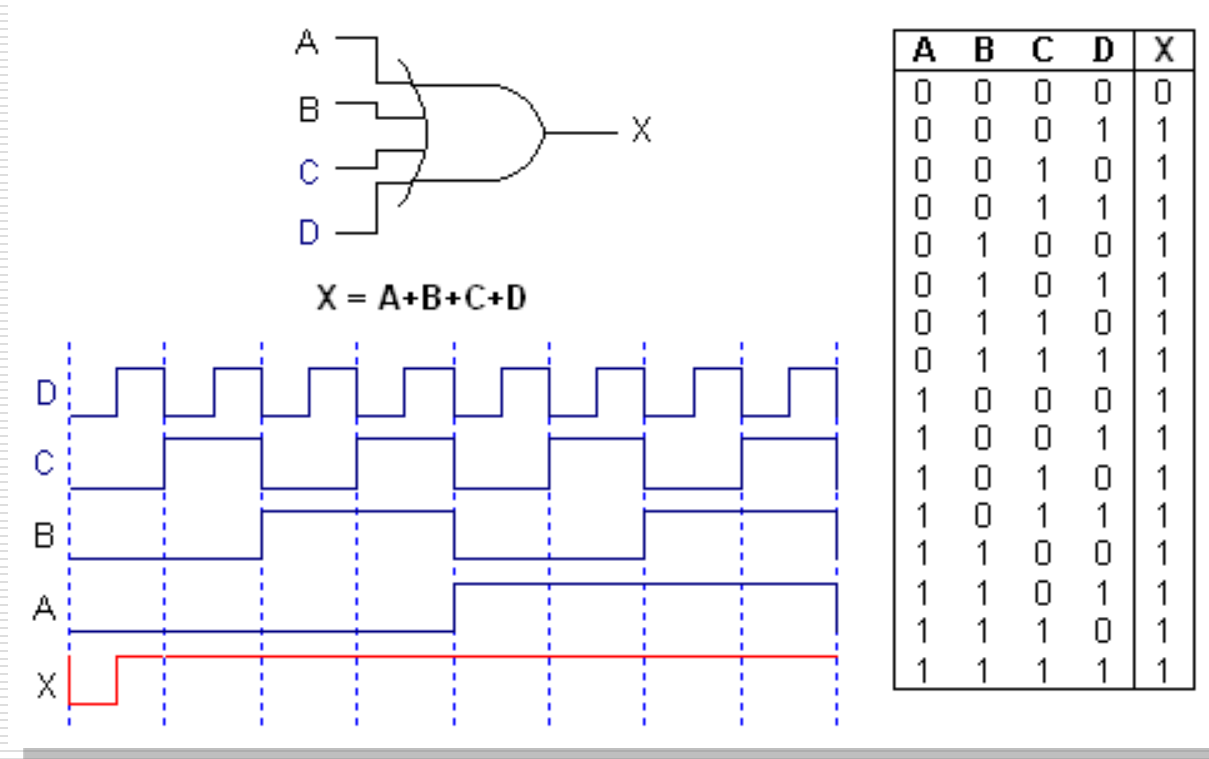 A
B
C
D
X
X = A+B+C+D
D
C
B
A
X
A B C D X
0 0 0 0 0
0 0 0 1 1
0 0 1 0 1
0 0 1 1 1
0 1 0 0 1
0 1 0 1 1
0 1 1 0 1
0 1 1 1 1
1 0 0 0 1
1 0 0 1 1
1 0 1 0 1
1 0 1 1 1
1 1 0 0 1
1 1 0 1 1
1 1 1 0 1
1 1 1 1 1